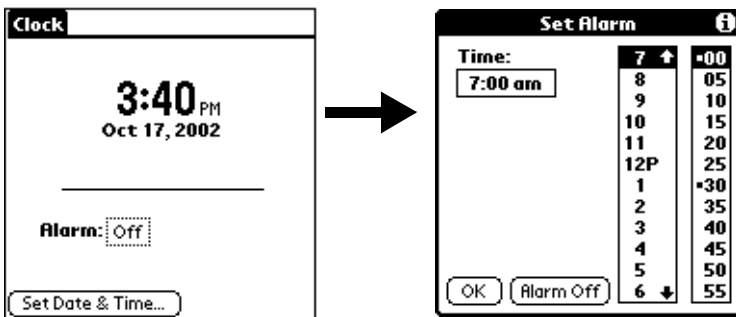 Clock
3:40 PM
Oct 17, 2002
Alarm: Off
Set Date & Time...
Set Alarm
Time:
7:00 am
7
8
9
10
11
12P
1
2
3
4
5
6
00
05
10
15
20
25
30
35
40
45
50
55
OK
Alarm Off